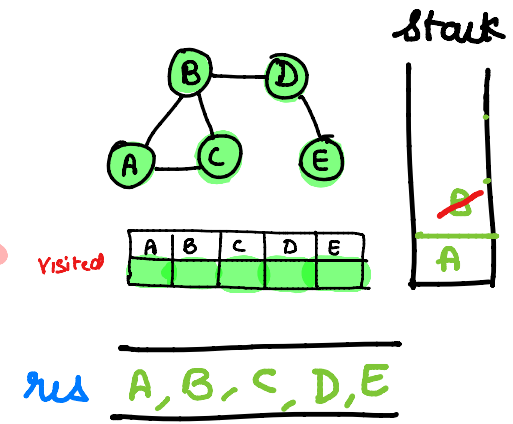 Stack
B
D
A
C
E
A B C D E
Visited
B
A
res A, B, C, D, E